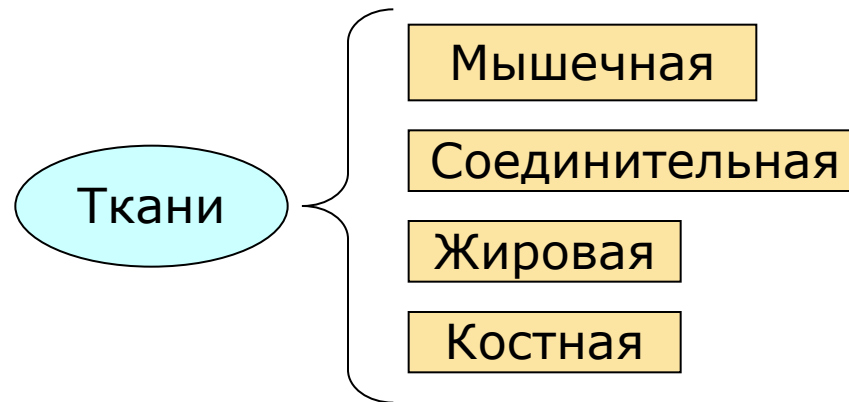 Ткани
Мышечная
Соединительная
Жировая
Костная